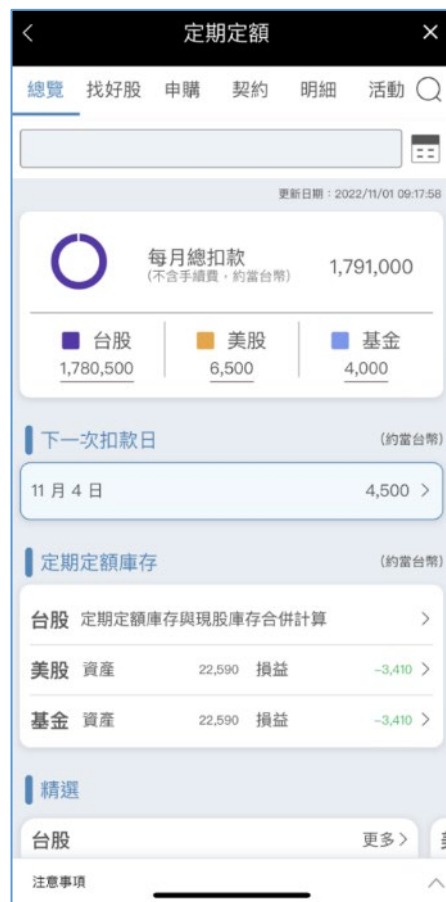 定期定額
總覽 找好股 申購 契約 明細 活動
更新日期：2022/11/01 09:17:58
每月總扣款 1,791,000
(不含手續費，約當台幣)
台股 美股 基金
1,780,500 6,500 4,000
下一次扣款日 (約當台幣)
11 月 4 日 4,500
定期定額庫存 (約當台幣)
台股 定期定額庫存與現股庫存合併計算
美股 資產 22,590 損益 -3,410
基金 資產 22,590 損益 -3,410
精選
台股 更多
注意事項